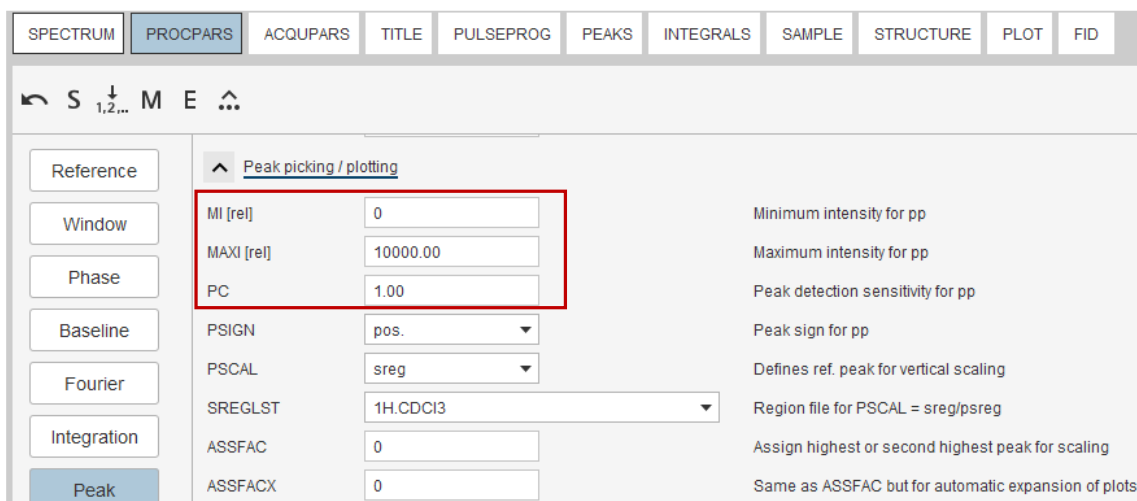 SPECTRUM PROCPARS ACQUPARS TITLE PULSEPROG PEAKS INTEGRALS SAMPLE STRUCTURE PLOT FID
S 1,2,.. M E
Reference
Window
Phase
Baseline
Fourier
Integration
Peak
Peak picking / plotting
MI [rel] 0 Minimum intensity for pp
MAXI [rel] 10000.00 Maximum intensity for pp
PC 1.00 Peak detection sensitivity for pp
PSIGN pos. Peak sign for pp
PSCAL sreg Defines ref. peak for vertical scaling
SREGLST 1H.CDCl3 Region file for PSCAL = sreg/psreg
ASSFAC 0 Assign highest or second highest peak for scaling
ASSFACX 0 Same as ASSFAC but for automatic expansion of plots